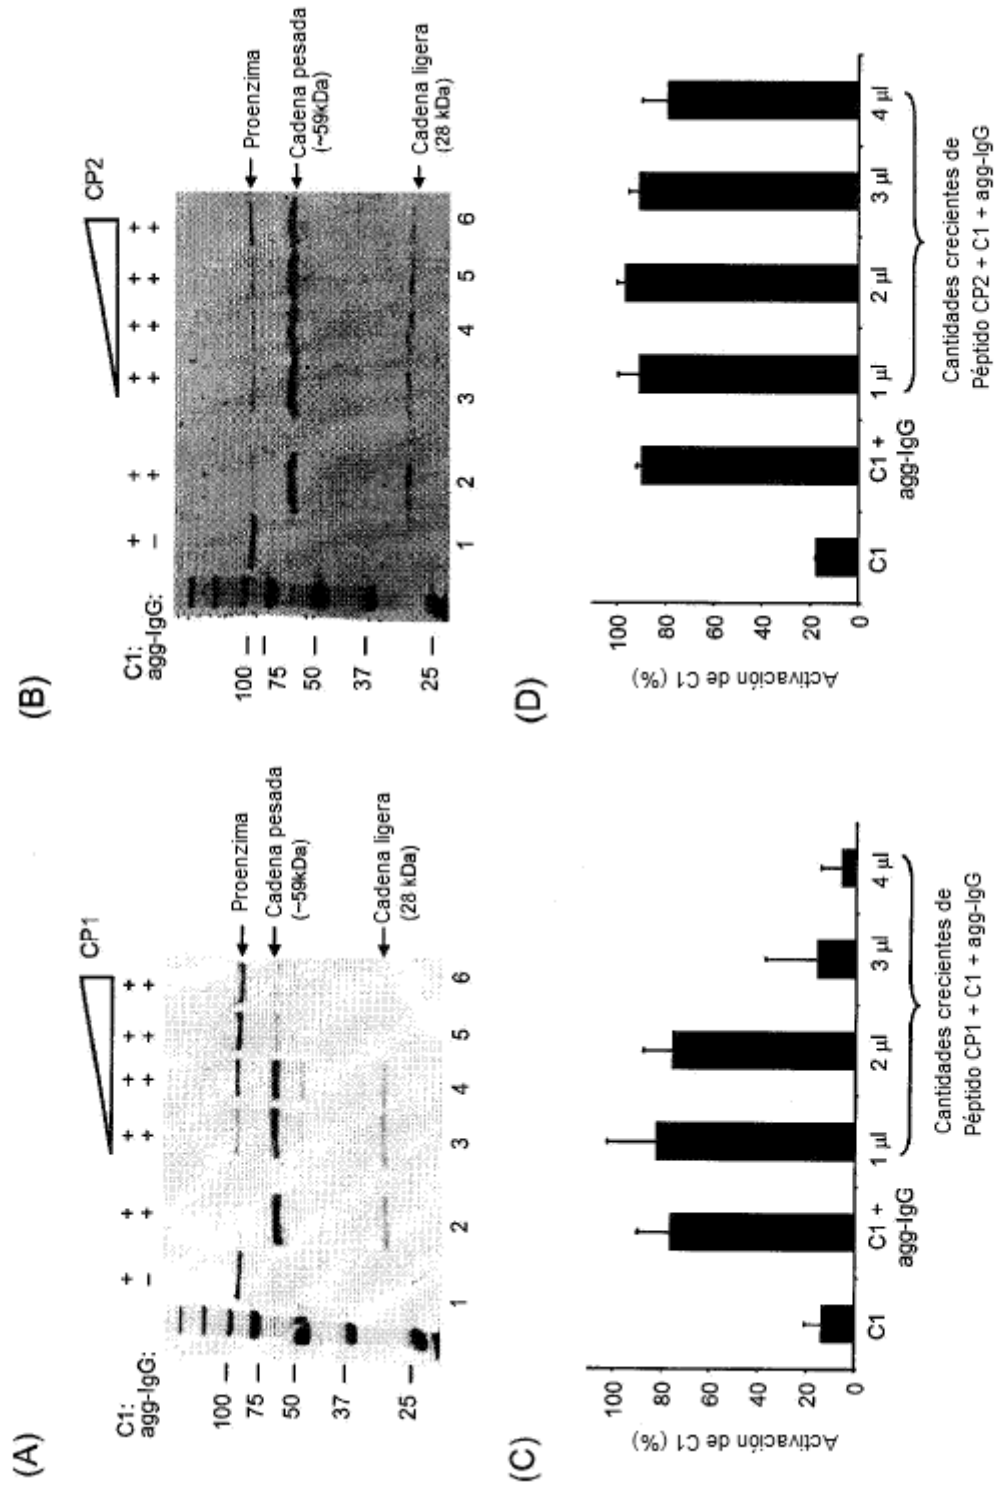 (A)
CP1
C1: + + + + + +
agg-IgG: − + + + + +
100
75
50
37
25
Proenzima
Cadena pesada
(~59kDa)
Cadena ligera
(28 kDa)
1 2 3 4 5 6
(B)
CP2
C1: + + + + + +
agg-IgG: − + + + + +
100
75
50
37
25
Proenzima
Cadena pesada
(~59kDa)
Cadena ligera
(28 kDa)
1 2 3 4 5 6
(C)
Activación de C1 (%)
100
80
60
40
20
0
C1
C1 +
agg-IgG
1 µl 2 µl 3 µl 4 µl
Cantidades crecientes de
Péptido CP1 + C1 + agg-IgG
(D)
Activación de C1 (%)
100
80
60
40
20
0
C1
C1 +
agg-IgG
1 µl 2 µl 3 µl 4 µl
Cantidades crecientes de
Péptido CP2 + C1 + agg-IgG